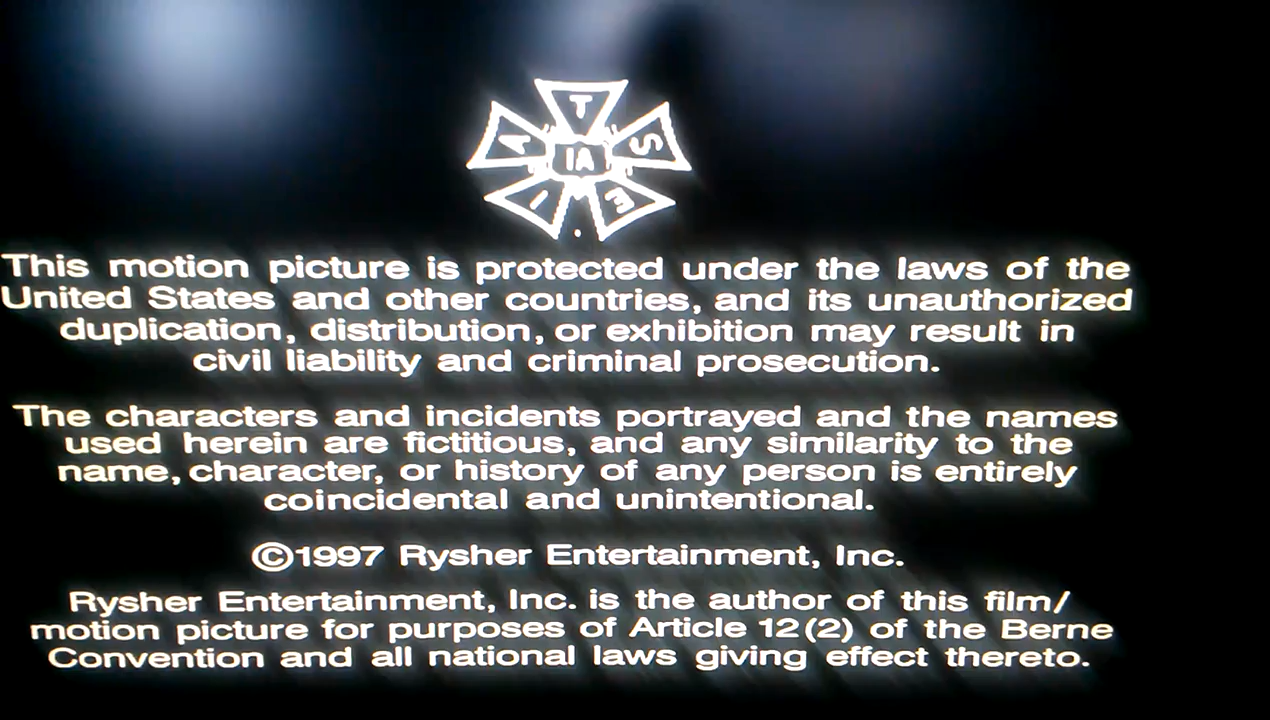 I A T S E
IA
This motion picture is protected under the laws of the
United States and other countries, and its unauthorized
duplication, distribution, or exhibition may result in
civil liability and criminal prosecution.
The characters and incidents portrayed and the names
used herein are fictitious, and any similarity to the
name, character, or history of any person is entirely
coincidental and unintentional.
©1997 Rysher Entertainment, Inc.
Rysher Entertainment, Inc. is the author of this film/
motion picture for purposes of Article 12(2) of the Berne
Convention and all national laws giving effect thereto.